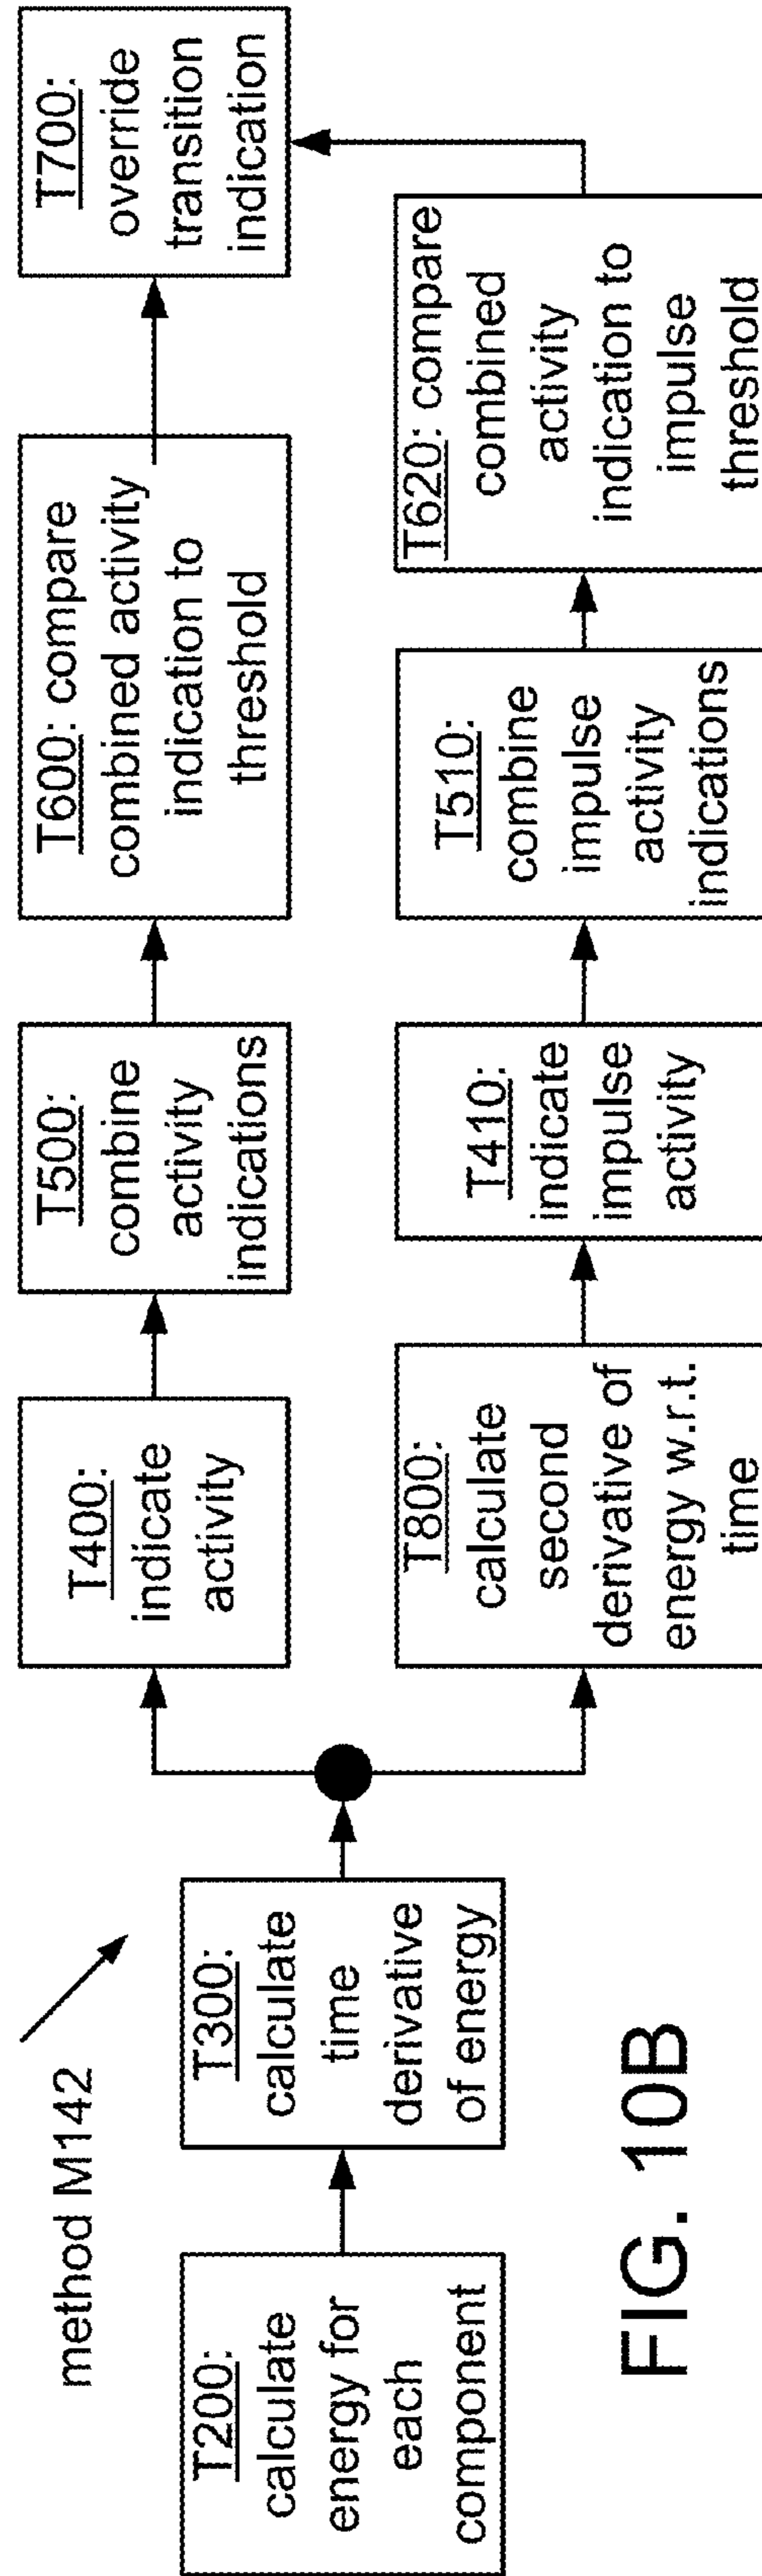 method M142
T200:
calculate
energy for
each
component
T300:
calculate
time
derivative
of energy
T400:
indicate
activity
T500:
combine
activity
indications
T600: compare
combined activity
indication to
threshold
T700:
override
transition
indication
T800:
calculate
second
derivative of
energy w.r.t.
time
T410:
indicate
impulse
activity
T510:
combine
impulse
activity
indications
T620: compare
combined
activity
indication to
impulse
threshold
FIG. 10B